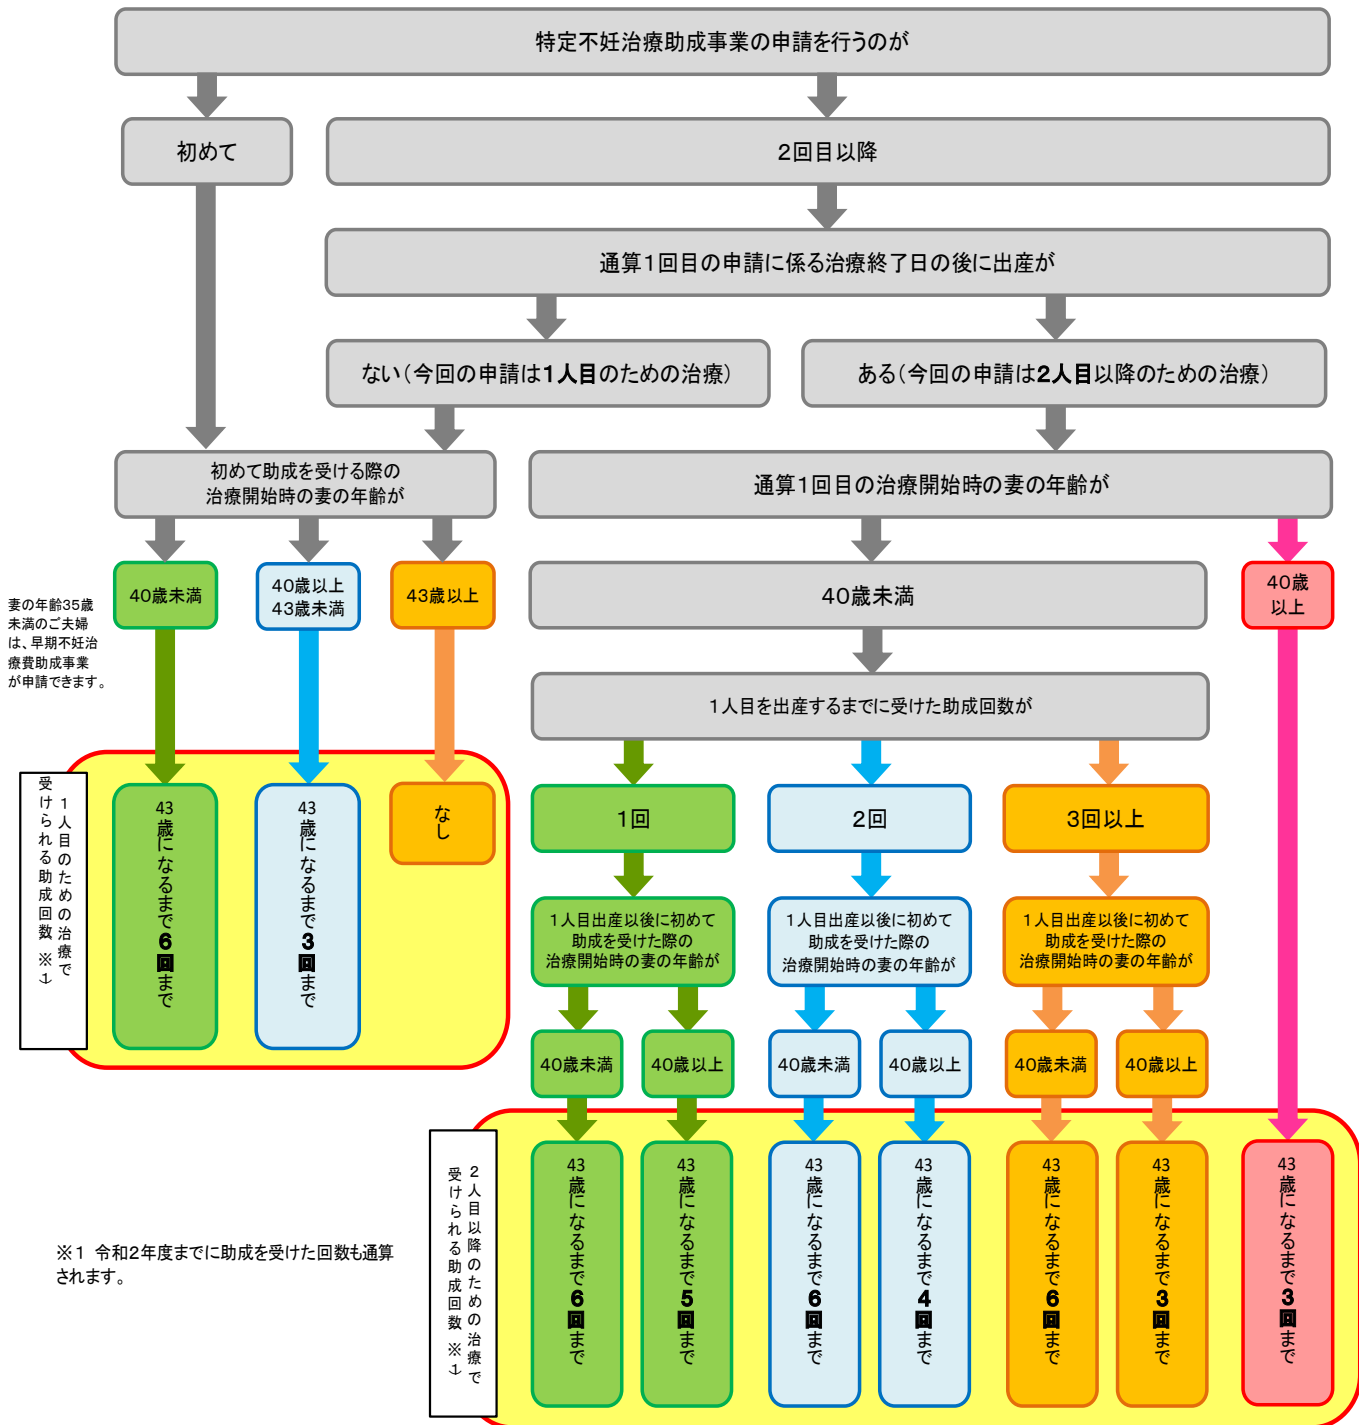 特定不妊治療助成事業の申請を行うのが
初めて
2回目以降
通算1回目の申請に係る治療終了日の後に出産が
ない(今回の申請は1人目のための治療)
ある(今回の申請は2人目以降のための治療)
初めて助成を受ける際の
治療開始時の妻の年齢が
通算1回目の治療開始時の妻の年齢が
40歳未満
40歳以上
43歳未満
43歳以上
40歳未満
40歳
以上
妻の年齢35歳
未満のご夫婦
は、早期不妊治
療費助成事業
が申請できます。
1人目を出産するまでに受けた助成回数が
1人目のための治療で
受けられる助成回数 ※1
43歳になるまで6回まで
43歳になるまで3回まで
なし
1回
2回
3回以上
1人目出産以後に初めて
助成を受けた際の
治療開始時の妻の年齢が
1人目出産以後に初めて
助成を受けた際の
治療開始時の妻の年齢が
1人目出産以後に初めて
助成を受けた際の
治療開始時の妻の年齢が
40歳未満
40歳以上
40歳未満
40歳以上
40歳未満
40歳以上
2人目以降のための治療で
受けられる助成回数 ※1
43歳になるまで6回まで
43歳になるまで5回まで
43歳になるまで6回まで
43歳になるまで4回まで
43歳になるまで6回まで
43歳になるまで3回まで
43歳になるまで3回まで
※1 令和2年度までに助成を受けた回数も通算
されます。